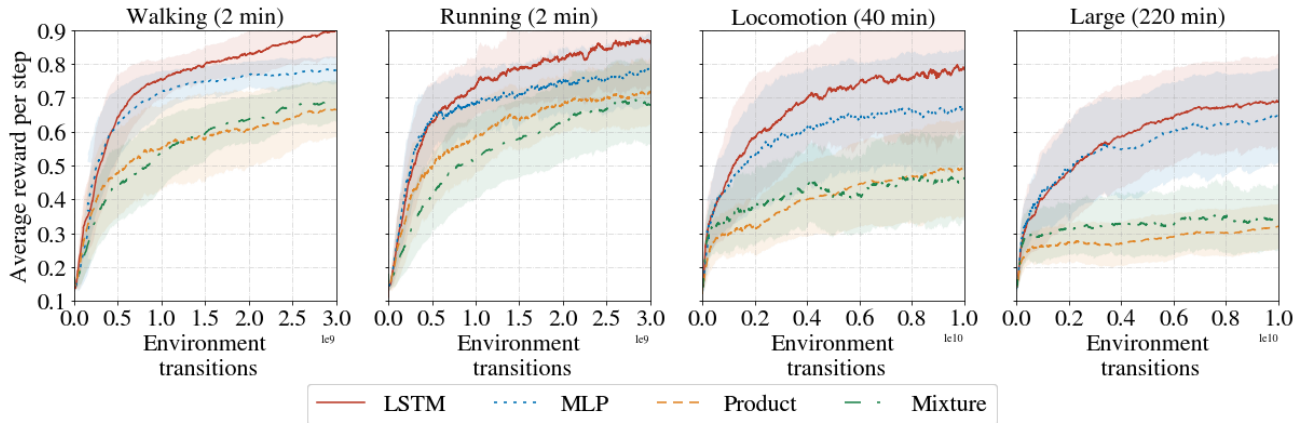 Walking (2 min) Running (2 min) Locomotion (40 min) Large (220 min)
Average reward per step
0.9
0.8
0.7
0.6
0.5
0.4
0.3
0.2
0.1
0.0 0.5 1.0 1.5 2.0 2.5 3.0 0.0 0.5 1.0 1.5 2.0 2.5 3.0 0.0 0.2 0.4 0.6 0.8 1.0 0.0 0.2 0.4 0.6 0.8 1.0
Environment 1e9 Environment 1e9 Environment 1e10 Environment 1e10
transitions transitions transitions transitions
LSTM MLP Product Mixture